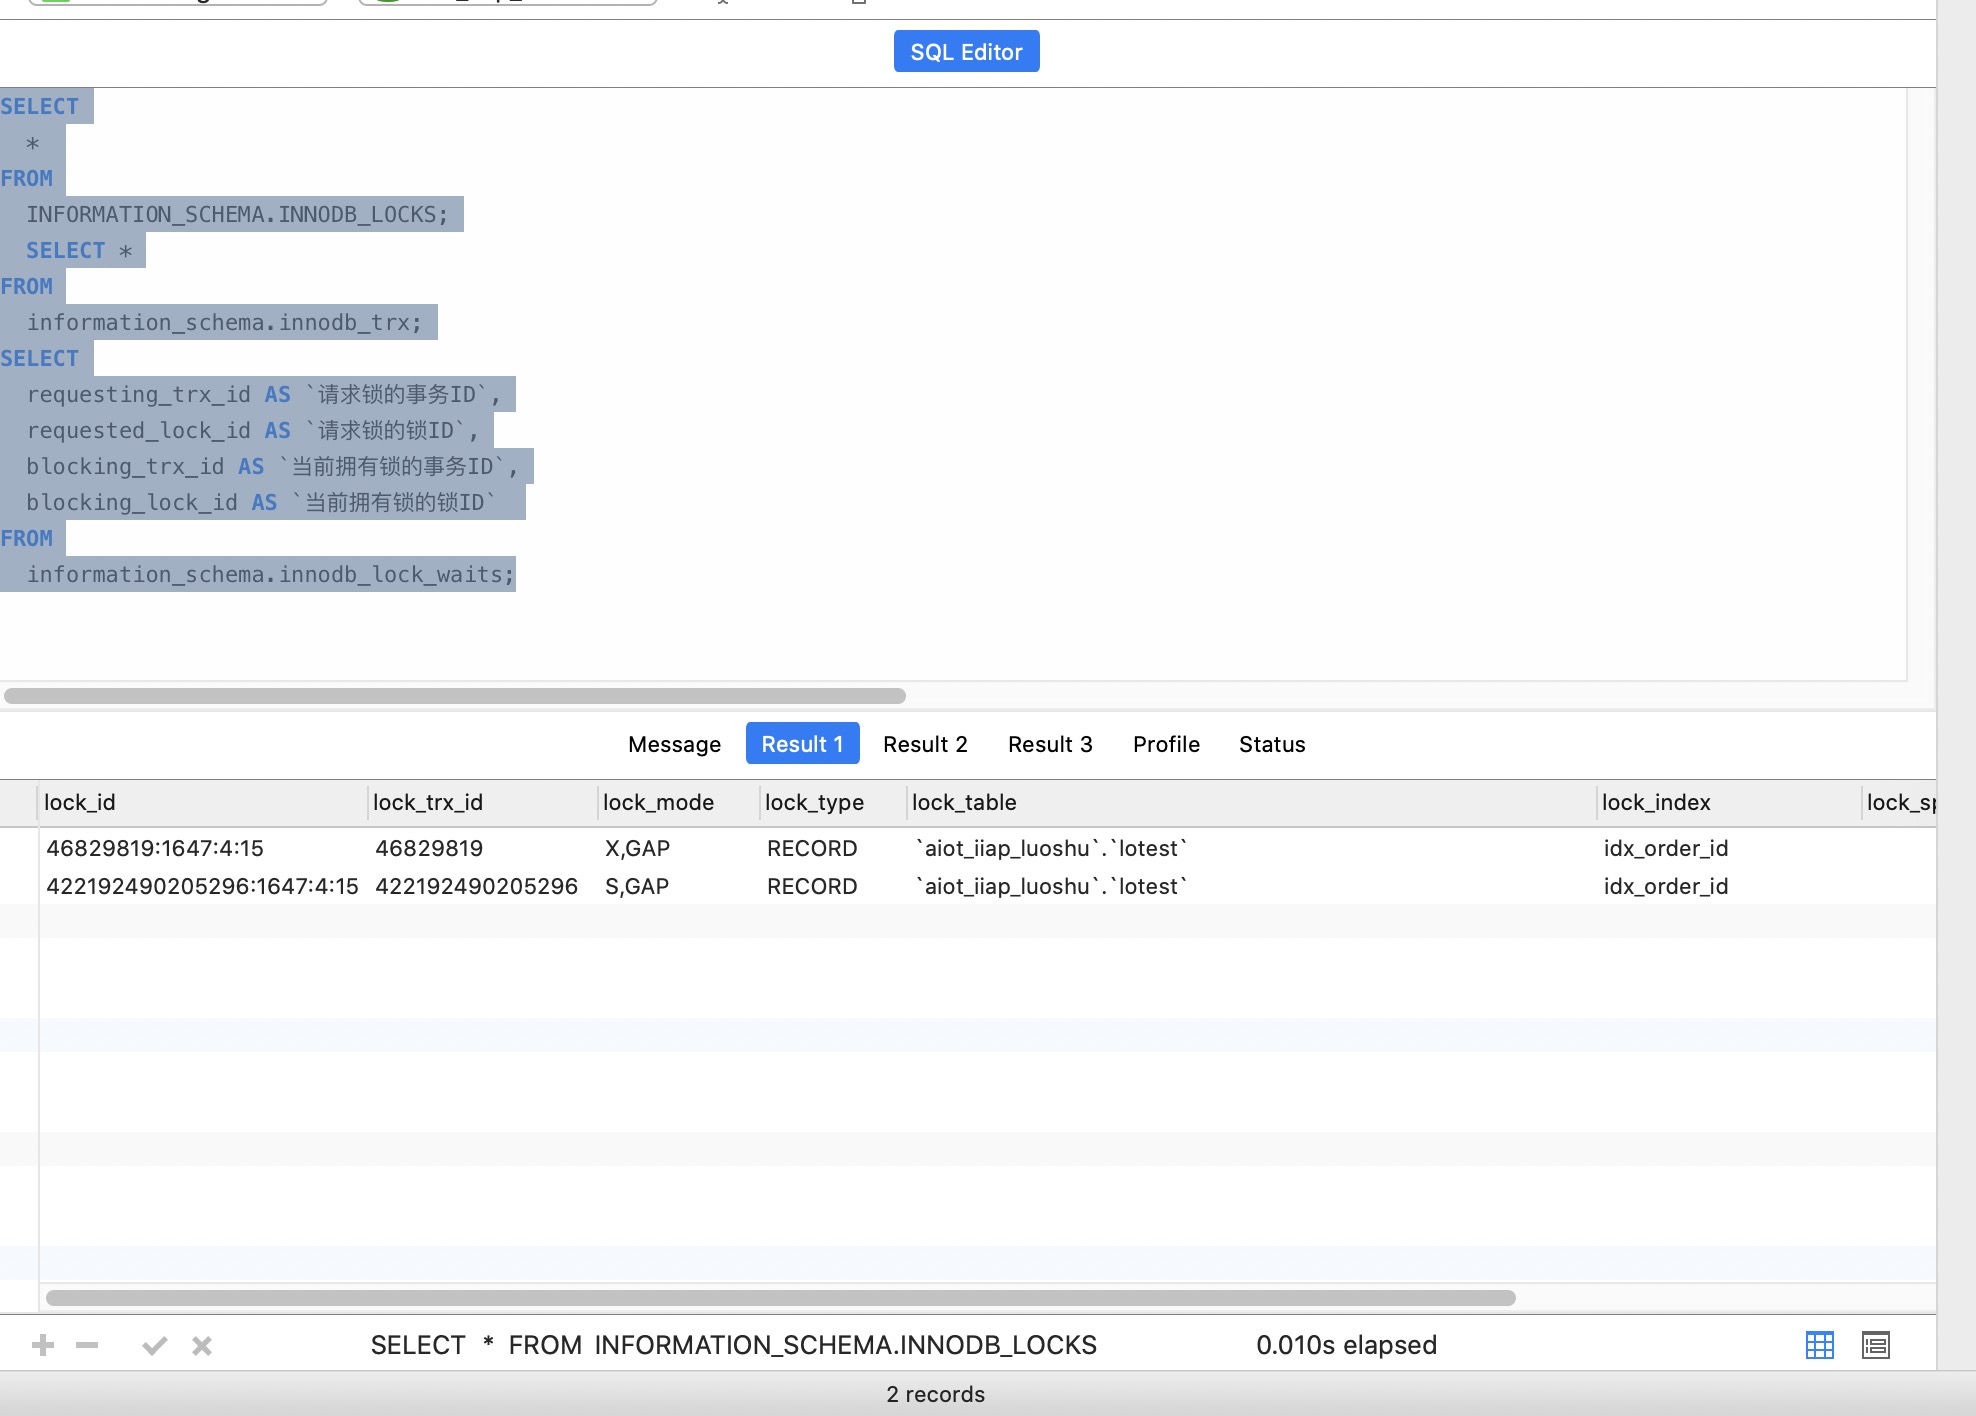 SQL Editor
SELECT
*
FROM
INFORMATION_SCHEMA.INNODB_LOCKS;
SELECT *
FROM
information_schema.innodb_trx;
SELECT
requesting_trx_id AS `请求锁的事务ID`,
requested_lock_id AS `请求锁的锁ID`,
blocking_trx_id AS `当前拥有锁的事务ID`,
blocking_lock_id AS `当前拥有锁的锁ID`
FROM
information_schema.innodb_lock_waits;
Message Result 1 Result 2 Result 3 Profile Status
lock_id lock_trx_id lock_mode lock_type lock_table lock_index lock_sp
46829819:1647:4:15 46829819 X,GAP RECORD `aiot_iiap_luoshu`.`lotest` idx_order_id
422192490205296:1647:4:15 422192490205296 S,GAP RECORD `aiot_iiap_luoshu`.`lotest` idx_order_id
SELECT * FROM INFORMATION_SCHEMA.INNODB_LOCKS 0.010s elapsed
2 records